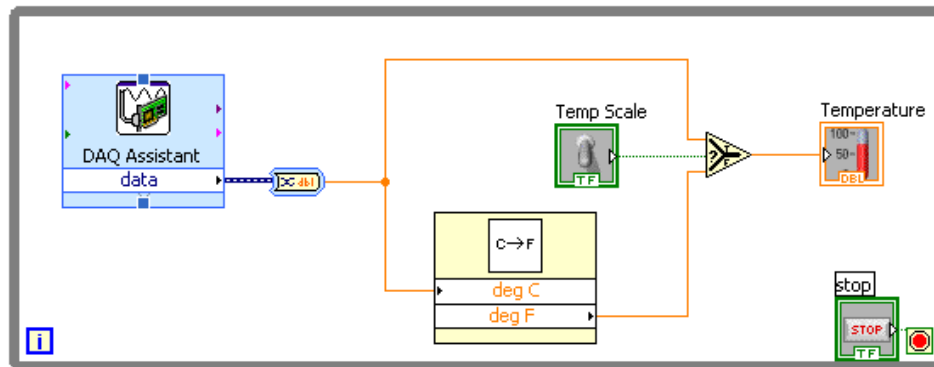 DAQ Assistant
data
dbl
Temp Scale
TF
?
T
F
Temperature
100
50
DBL
C→F
deg C
deg F
i
stop
STOP
TF